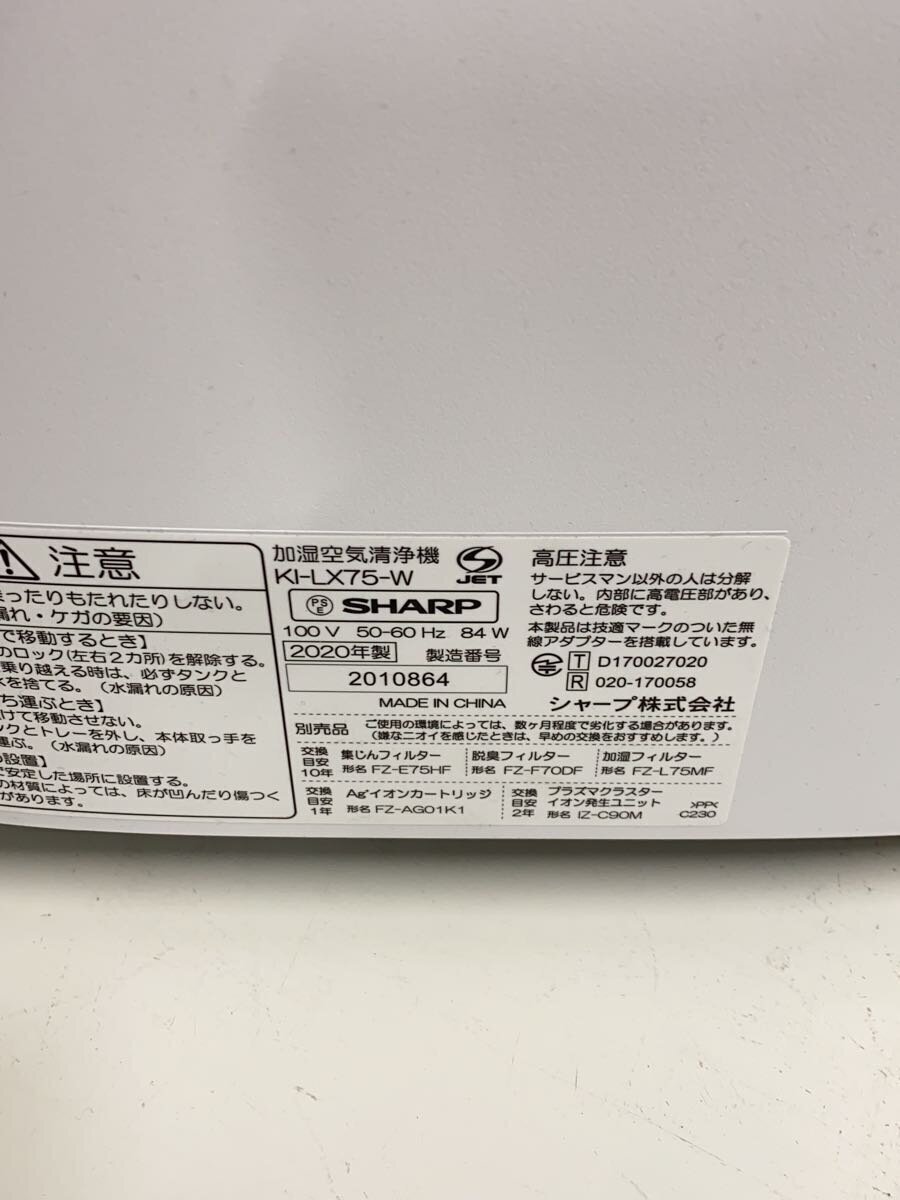 注意
ったりもたれたりしない。
漏れ・ケガの要因)
で移動するとき】
のロック(左右2カ所)を解除する。
乗り越える時は、必ずタンクと
を捨てる。(水漏れの原因)
ち運ぶとき】
けて移動させない。
ックとトレーを外し、本体取っ手を
運ぶ。(水漏れの原因)
の設置】
安定した場所に設置する。
の材質によっては、床が凹んだり傷つく
があります。
加湿空気清浄機
KI-LX75-W
JET
PSE SHARP
100 V 50-60 Hz 84 W
2020年製 製造番号
2010864
MADE IN CHINA
高圧注意
サービスマン以外の人は分解
しない。内部に高電圧部があり、
さわると危険です。
本製品は技適マークのついた無
線アダプターを搭載しています。
T D170027020
R 020-170058
シャープ株式会社
別売品 ご使用の環境によっては、数ヶ月程度で劣化する場合があります。
(嫌なニオイを感じたときは、早めの交換をおすすめします。)
交換目安10年 集じんフィルター 形名 FZ-E75HF
脱臭フィルター 形名 FZ-F70DF
加湿フィルター 形名 FZ-L75MF
交換目安1年 Ag+イオンカートリッジ 形名 FZ-AG01K1
交換目安2年 プラズマクラスターイオン発生ユニット 形名 IZ-C90M
>PP<
C230